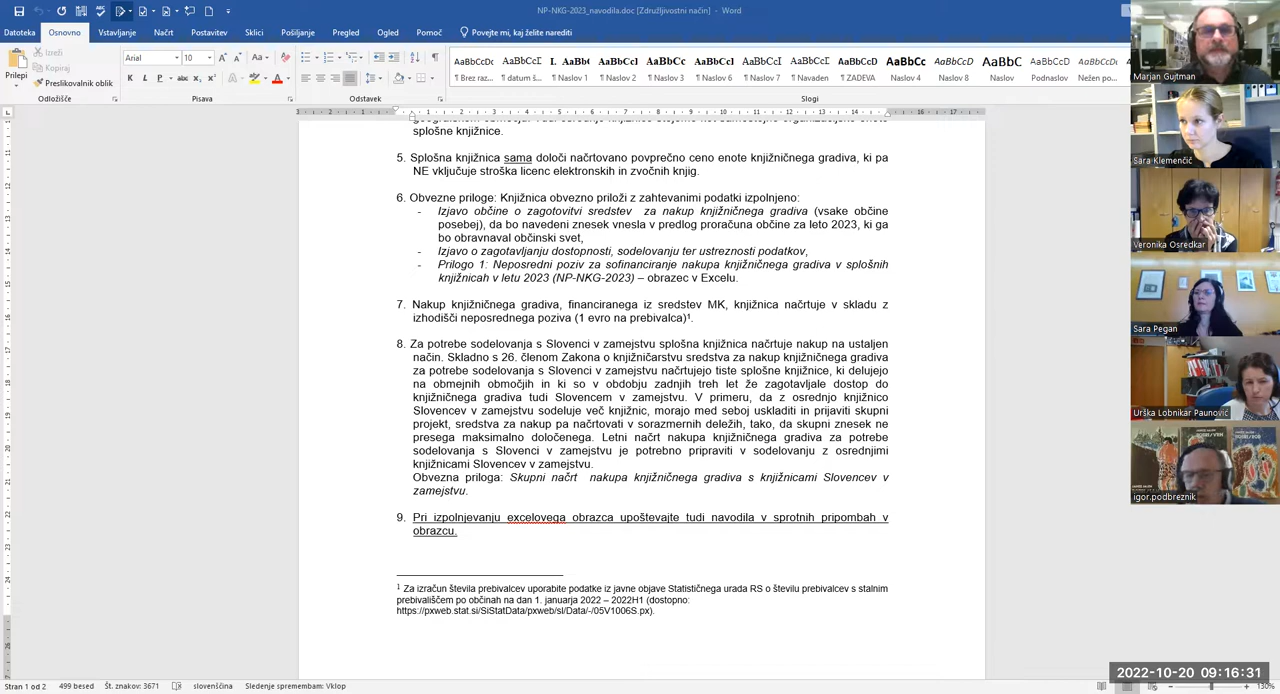 NP-NKG-2023_navodila.doc [Združljivostni način] - Word
Datoteka Osnovno Vstavljanje Načrt Postavitev Sklici Pošiljanje Pregled Ogled Pomoč Povejte mi, kaj želite narediti
Prilepi
Izreži
Kopiraj
Preslikovalnik oblik
Odložišče
Arial
10
Pisava
Odstavek
¶ Brez raz... ¶ datum š... ¶ Naslov 1 ¶ Naslov 2 ¶ Naslov 3 ¶ Naslov 6 ¶ Naslov 7 ¶ Navaden ¶ ZADEVA Naslov 4 Naslov 8 Naslov Podnaslov Nežen po...
Slogi
splošne knjižnice.
5. Splošna knjižnica sama določi načrtovano povprečno ceno enote knjižničnega gradiva, ki pa
NE vključuje stroška licenc elektronskih in zvočnih knjig.
6. Obvezne priloge: Knjižnica obvezno priloži z zahtevanimi podatki izpolnjeno:
- Izjavo občine o zagotovitvi sredstev za nakup knjižničnega gradiva (vsake občine
posebej), da bo navedeni znesek vnesla v predlog proračuna občine za leto 2023, ki ga
bo obravnaval občinski svet,
- Izjavo o zagotavljanju dostopnosti, sodelovanju ter ustreznosti podatkov,
- Prilogo 1: Neposredni poziv za sofinanciranje nakupa knjižničnega gradiva v splošnih
knjižnicah v letu 2023 (NP-NKG-2023) – obrazec v Excelu.
7. Nakup knjižničnega gradiva, financiranega iz sredstev MK, knjižnica načrtuje v skladu z
izhodišči neposrednega poziva (1 evro na prebivalca)¹.
8. Za potrebe sodelovanja s Slovenci v zamejstvu splošna knjižnica načrtuje nakup na ustaljen
način. Skladno s 26. členom Zakona o knjižničarstvu sredstva za nakup knjižničnega gradiva
za potrebe sodelovanja s Slovenci v zamejstvu načrtujejo tiste splošne knjižnice, ki delujejo
na obmejnih območjih in ki so v obdobju zadnjih treh let že zagotavljale dostop do
knjižničnega gradiva tudi Slovencem v zamejstvu. V primeru, da z osrednjo knjižnico
Slovencev v zamejstvu sodeluje več knjižnic, morajo med seboj uskladiti in prijaviti skupni
projekt, sredstva za nakup pa načrtovati v sorazmernih deležih, tako, da skupni znesek ne
presega maksimalno določenega. Letni načrt nakupa knjižničnega gradiva za potrebe
sodelovanja s Slovenci v zamejstvu je potrebno pripraviti v sodelovanju z osrednjimi
knjižnicami Slovencev v zamejstvu.
Obvezna priloga: Skupni načrt nakupa knjižničnega gradiva s knjižnicami Slovencev v
zamejstvu.
9. Pri izpolnjevanju excelovega obrazca upoštevajte tudi navodila v sprotnih pripombah v
obrazcu.
¹ Za izračun števila prebivalcev uporabite podatke iz javne objave Statističnega urada RS o številu prebivalcev s stalnim
prebivališčem po občinah na dan 1. januarja 2022 – 2022H1 (dostopno:
https://pxweb.stat.si/SiStatData/pxweb/sl/Data/-/05V1006S.px).
Marjan Gujtman
Sara Klemenčič
Veronika Osredkar
Sara Pegan
Urška Lobnikar Paunović
igor.podbreznik
2022-10-20 09:16:31
Stran 1 od 2 499 besed Št. znakov: 3671 slovenščina Sledenje spremembam: Vklop
130%